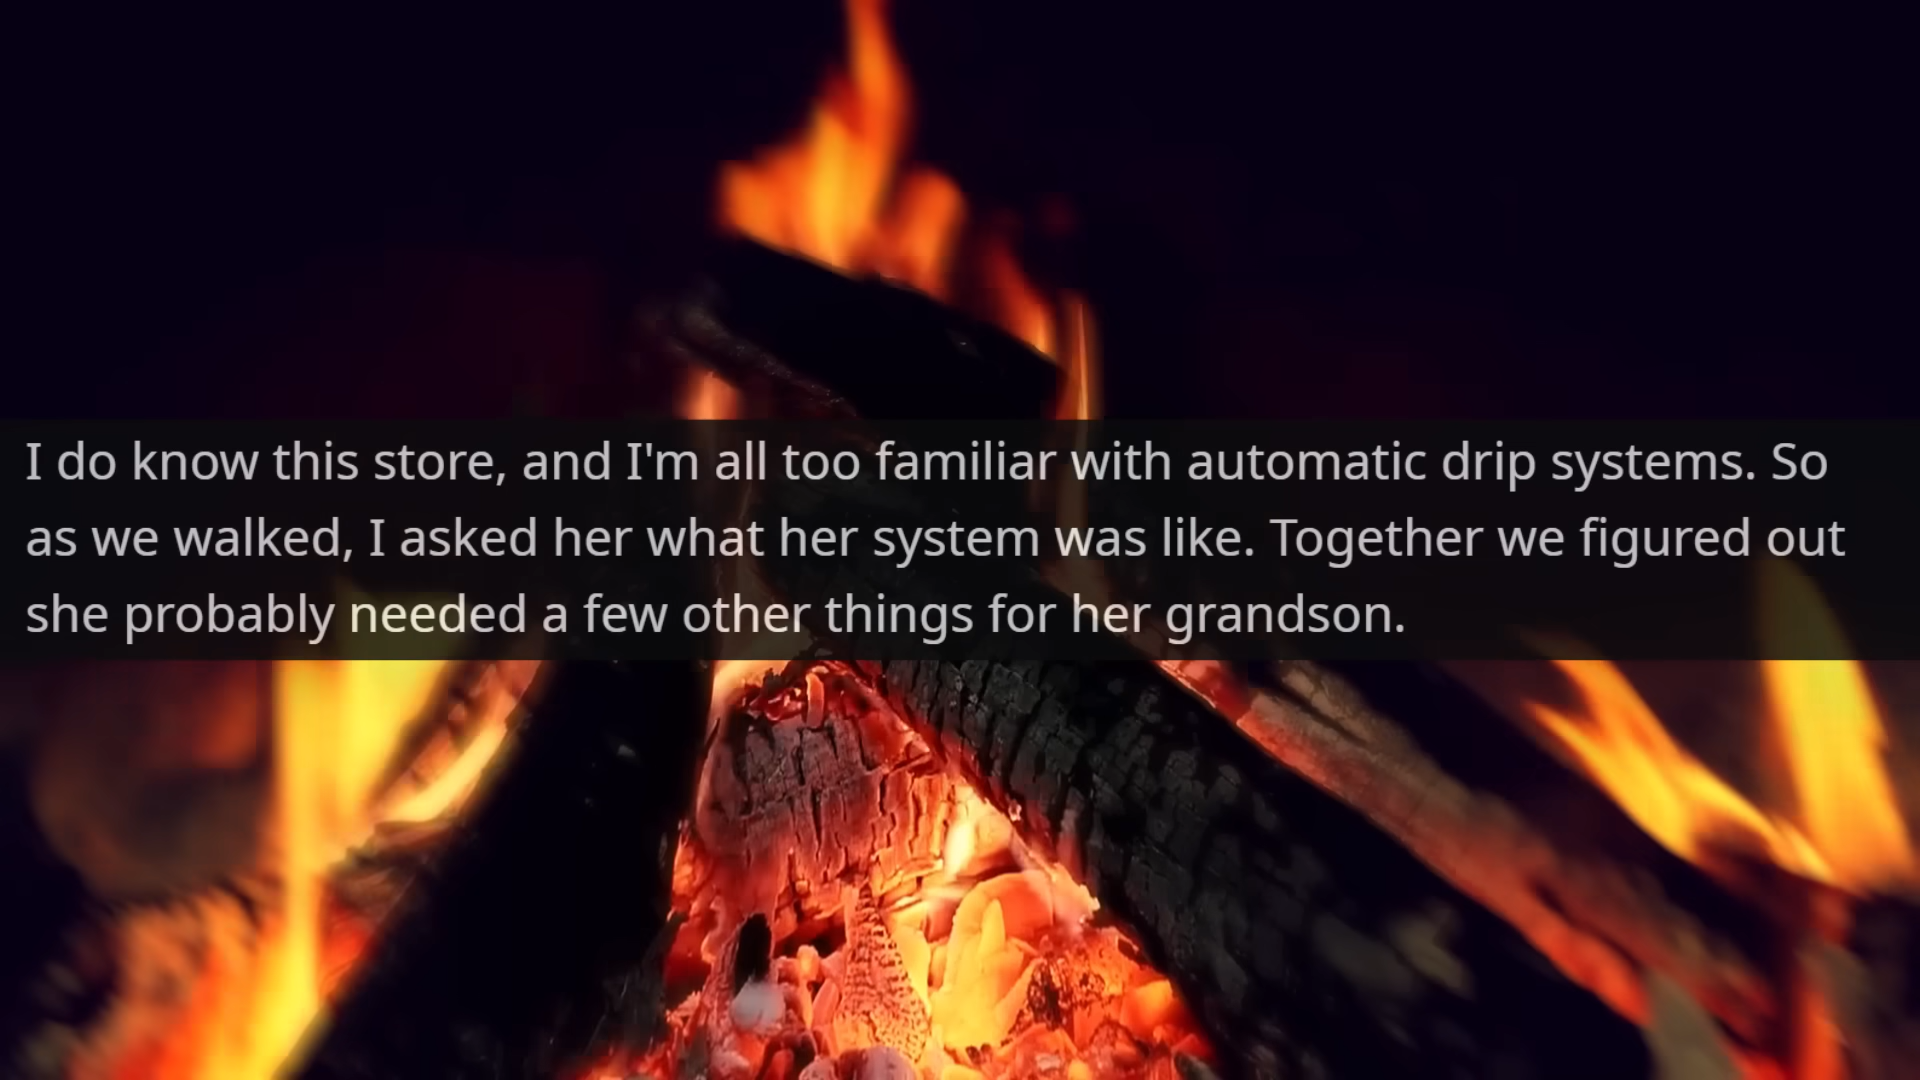 I do know this store, and I'm all too familiar with automatic drip systems. So
as we walked, I asked her what her system was like. Together we figured out
she probably needed a few other things for her grandson.